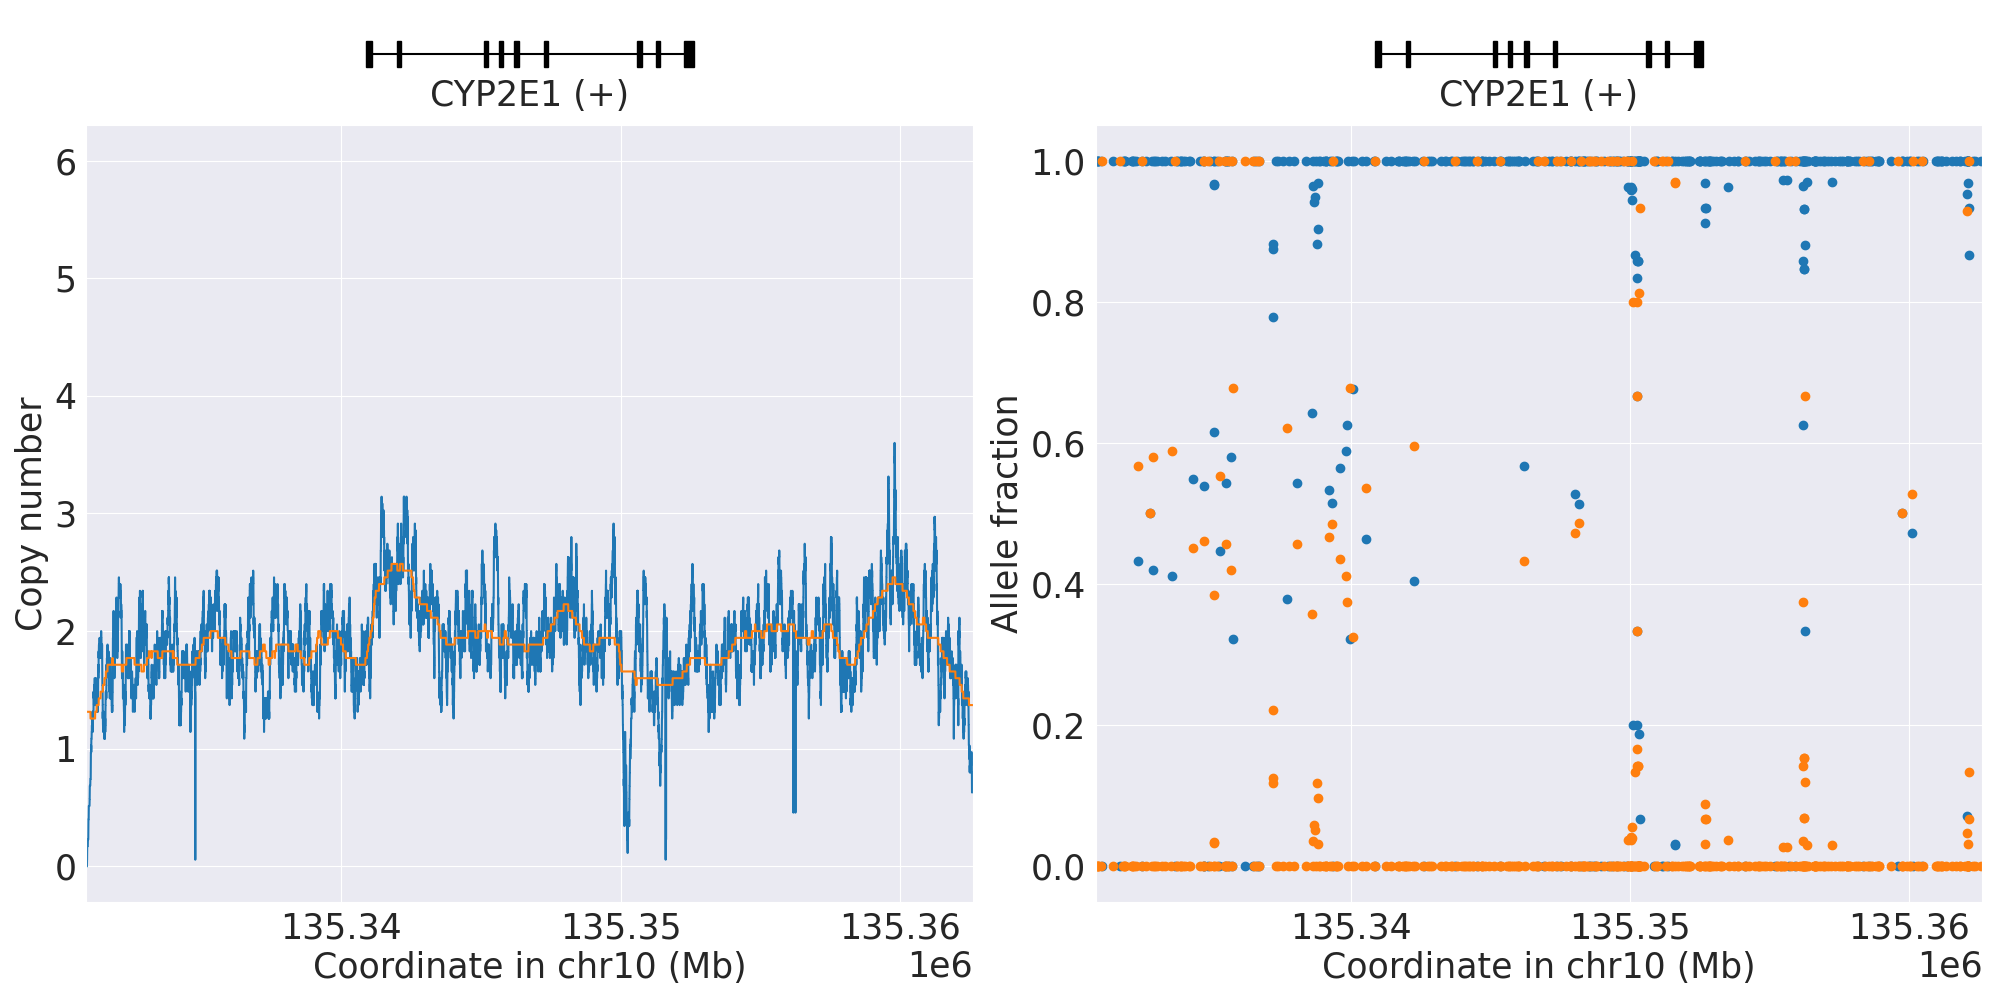 CYP2E1 (+)
6
5
4
3
2
1
0
Copy number
135.34 135.35 135.36
1e6
Coordinate in chr10 (Mb)
CYP2E1 (+)
1.0
0.8
0.6
0.4
0.2
0.0
Allele fraction
135.34 135.35 135.36
1e6
Coordinate in chr10 (Mb)